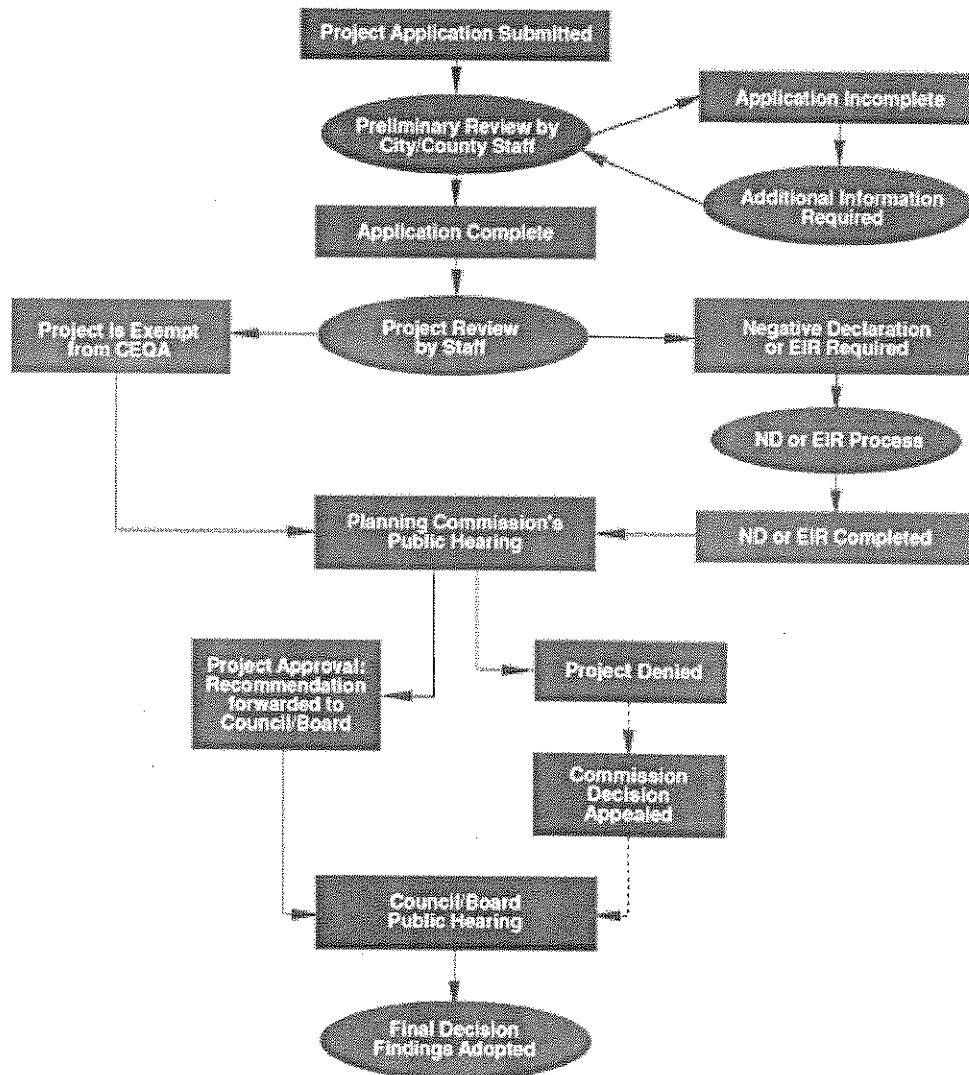 Project Application Submitted
Preliminary Review by
City/County Staff
Application Incomplete
Additional Information
Required
Application Complete
Project Review
by Staff
Project is Exempt
from CEQA
Negative Declaration
or EIR Required
ND or EIR Process
ND or EIR Completed
Planning Commission's
Public Hearing
Project Approval:
Recommendation
forwarded to
Council/Board
Project Denied
Commission
Decision
Appealed
Council/Board
Public Hearing
Final Decision
Findings Adopted